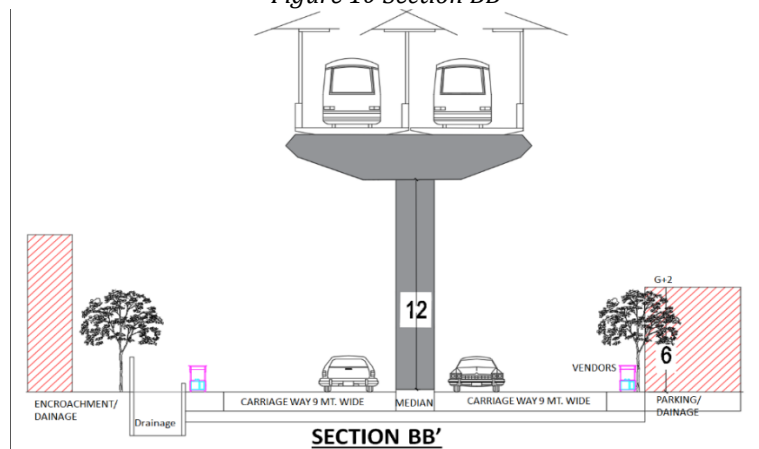 Figure 10 Section BB
12
G+2
6
VENDORS
ENCROACHMENT/
DAINAGE
Drainage
CARRIAGE WAY 9 MT. WIDE
MEDIAN
CARRIAGE WAY 9 MT. WIDE
PARKING/
DAINAGE
SECTION BB'